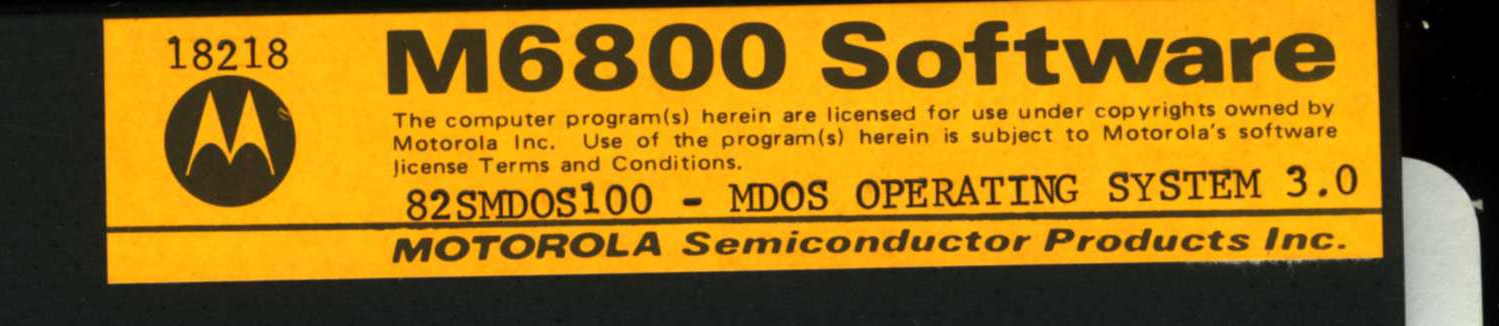 18218
M6800 Software
The computer program(s) herein are licensed for use under copyrights owned by
Motorola Inc. Use of the program(s) herein is subject to Motorola's software
license Terms and Conditions.
82SMDOS100 - MDOS OPERATING SYSTEM 3.0
MOTOROLA Semiconductor Products Inc.